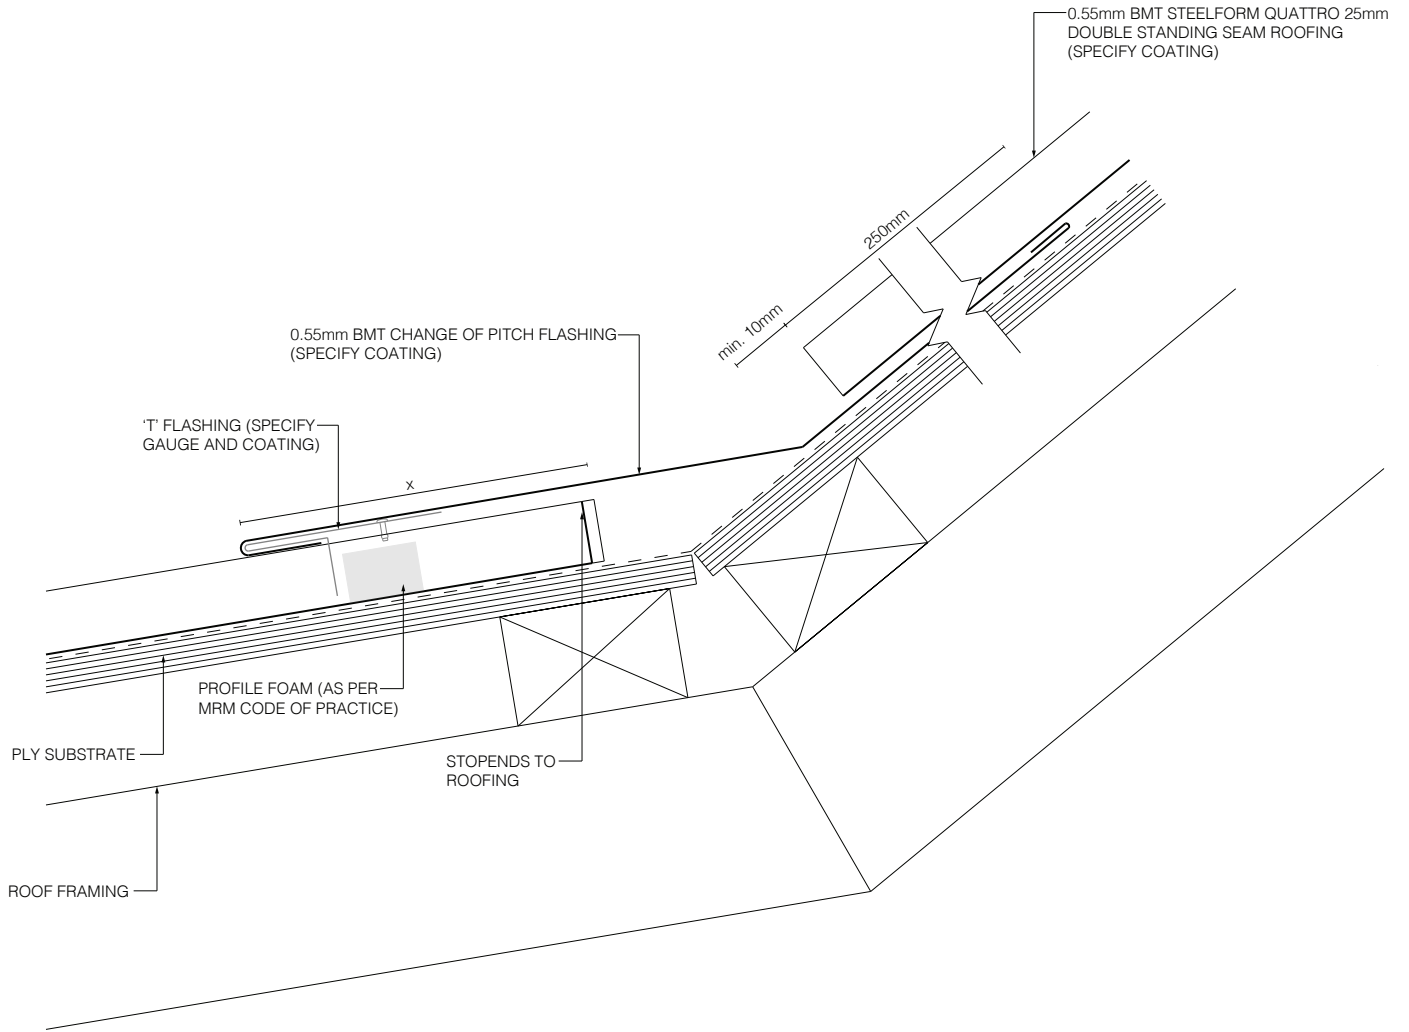 0.55mm BMT STEELFORM QUATTRO 25mm
DOUBLE STANDING SEAM ROOFING
(SPECIFY COATING)
250mm
min. 10mm
0.55mm BMT CHANGE OF PITCH FLASHING
(SPECIFY COATING)
‘T’ FLASHING (SPECIFY
GAUGE AND COATING)
x
PROFILE FOAM (AS PER
MRM CODE OF PRACTICE)
PLY SUBSTRATE
STOPENDS TO
ROOFING
ROOF FRAMING